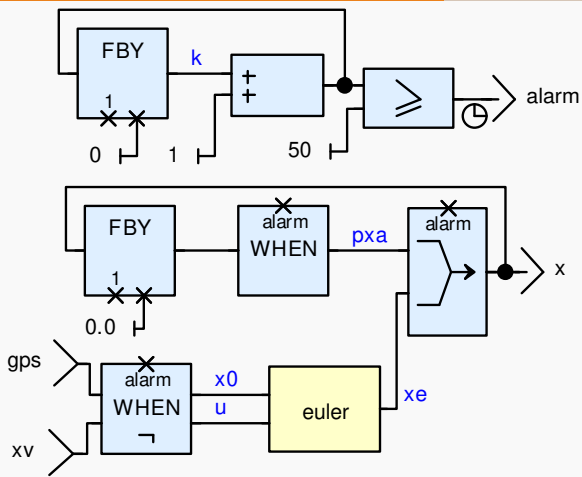 FBY
k
+
+
1
0
1
50
≥
alarm
FBY
alarm
WHEN
pxa
alarm
x
1
0.0
gps
alarm
WHEN
¬
x0
u
euler
xe
xv